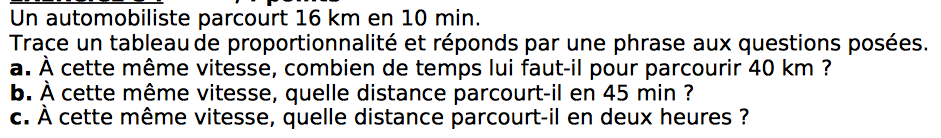 Un automobiliste parcourt 16 km en 10 min.
Trace un tableau de proportionnalité et réponds par une phrase aux questions posées.
a. À cette même vitesse, combien de temps lui faut-il pour parcourir 40 km ?
b. À cette même vitesse, quelle distance parcourt-il en 45 min ?
c. À cette même vitesse, quelle distance parcourt-il en deux heures ?